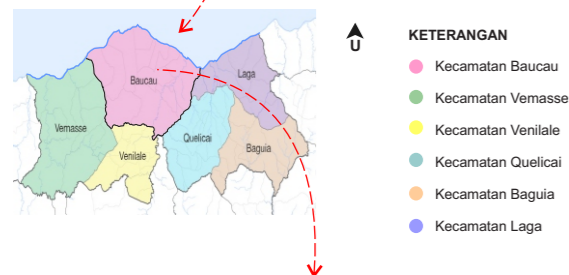 Baucau
Laga
Vemasse
Venilale
Quelicai
Baguia
U
KETERANGAN
Kecamatan Baucau
Kecamatan Vemasse
Kecamatan Venilale
Kecamatan Quelicai
Kecamatan Baguia
Kecamatan Laga